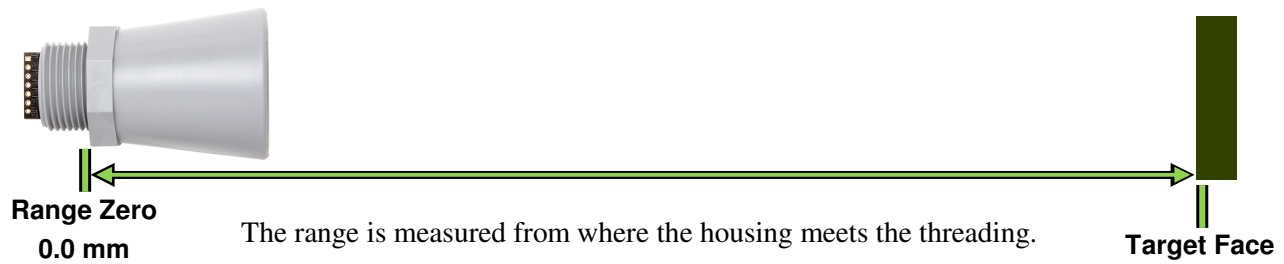 Range Zero
0.0 mm
The range is measured from where the housing meets the threading.
Target Face